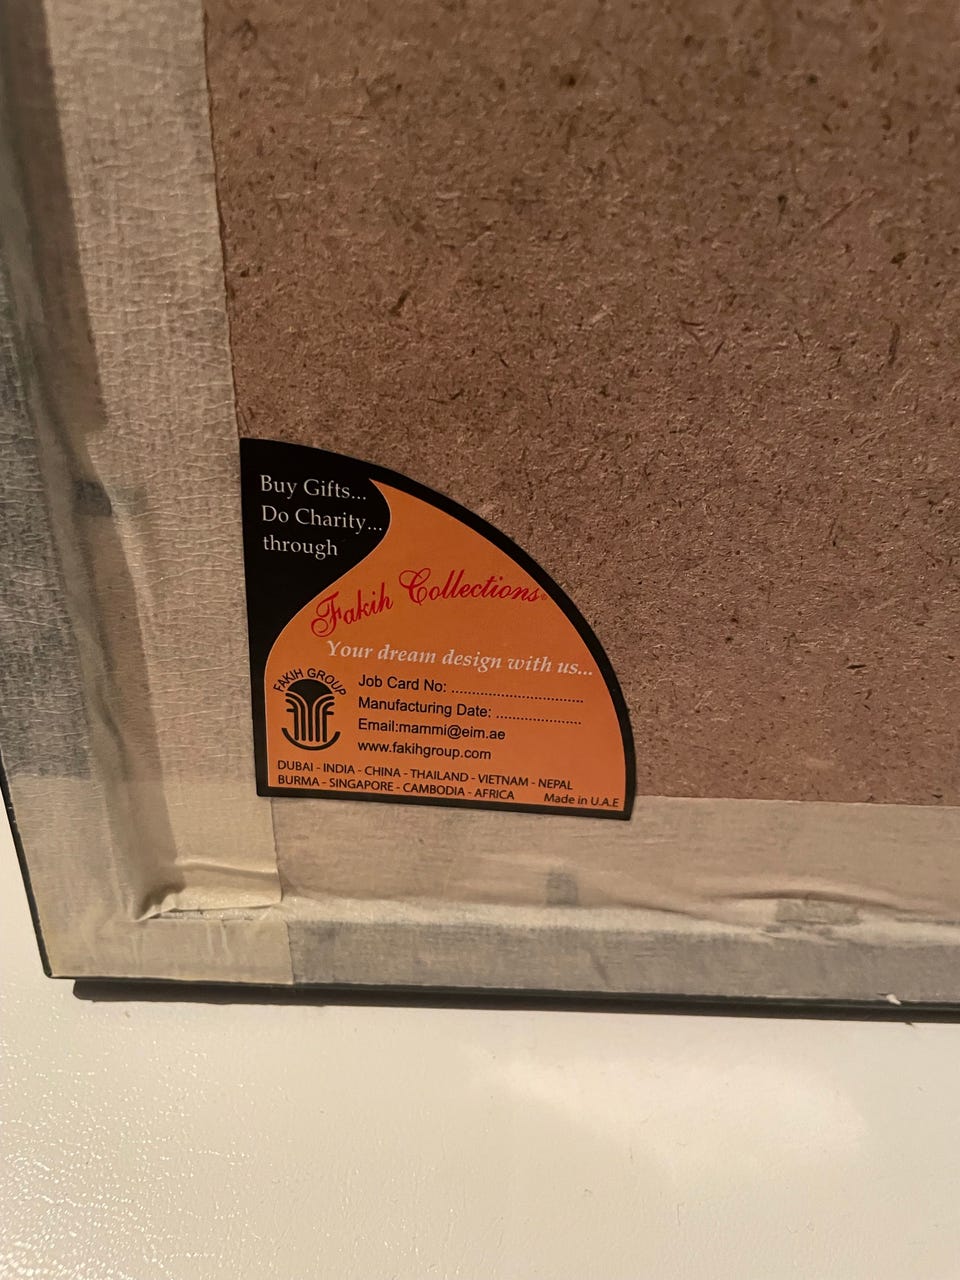 Buy Gifts...
Do Charity...
through
Fakih Collections®
Your dream design with us...
FAKIH GROUP
Job Card No: ..............................
Manufacturing Date: ....................
Email:mammi@eim.ae
www.fakihgroup.com
DUBAI - INDIA - CHINA - THAILAND - VIETNAM - NEPAL
BURMA - SINGAPORE - CAMBODIA - AFRICA
Made in U.A.E